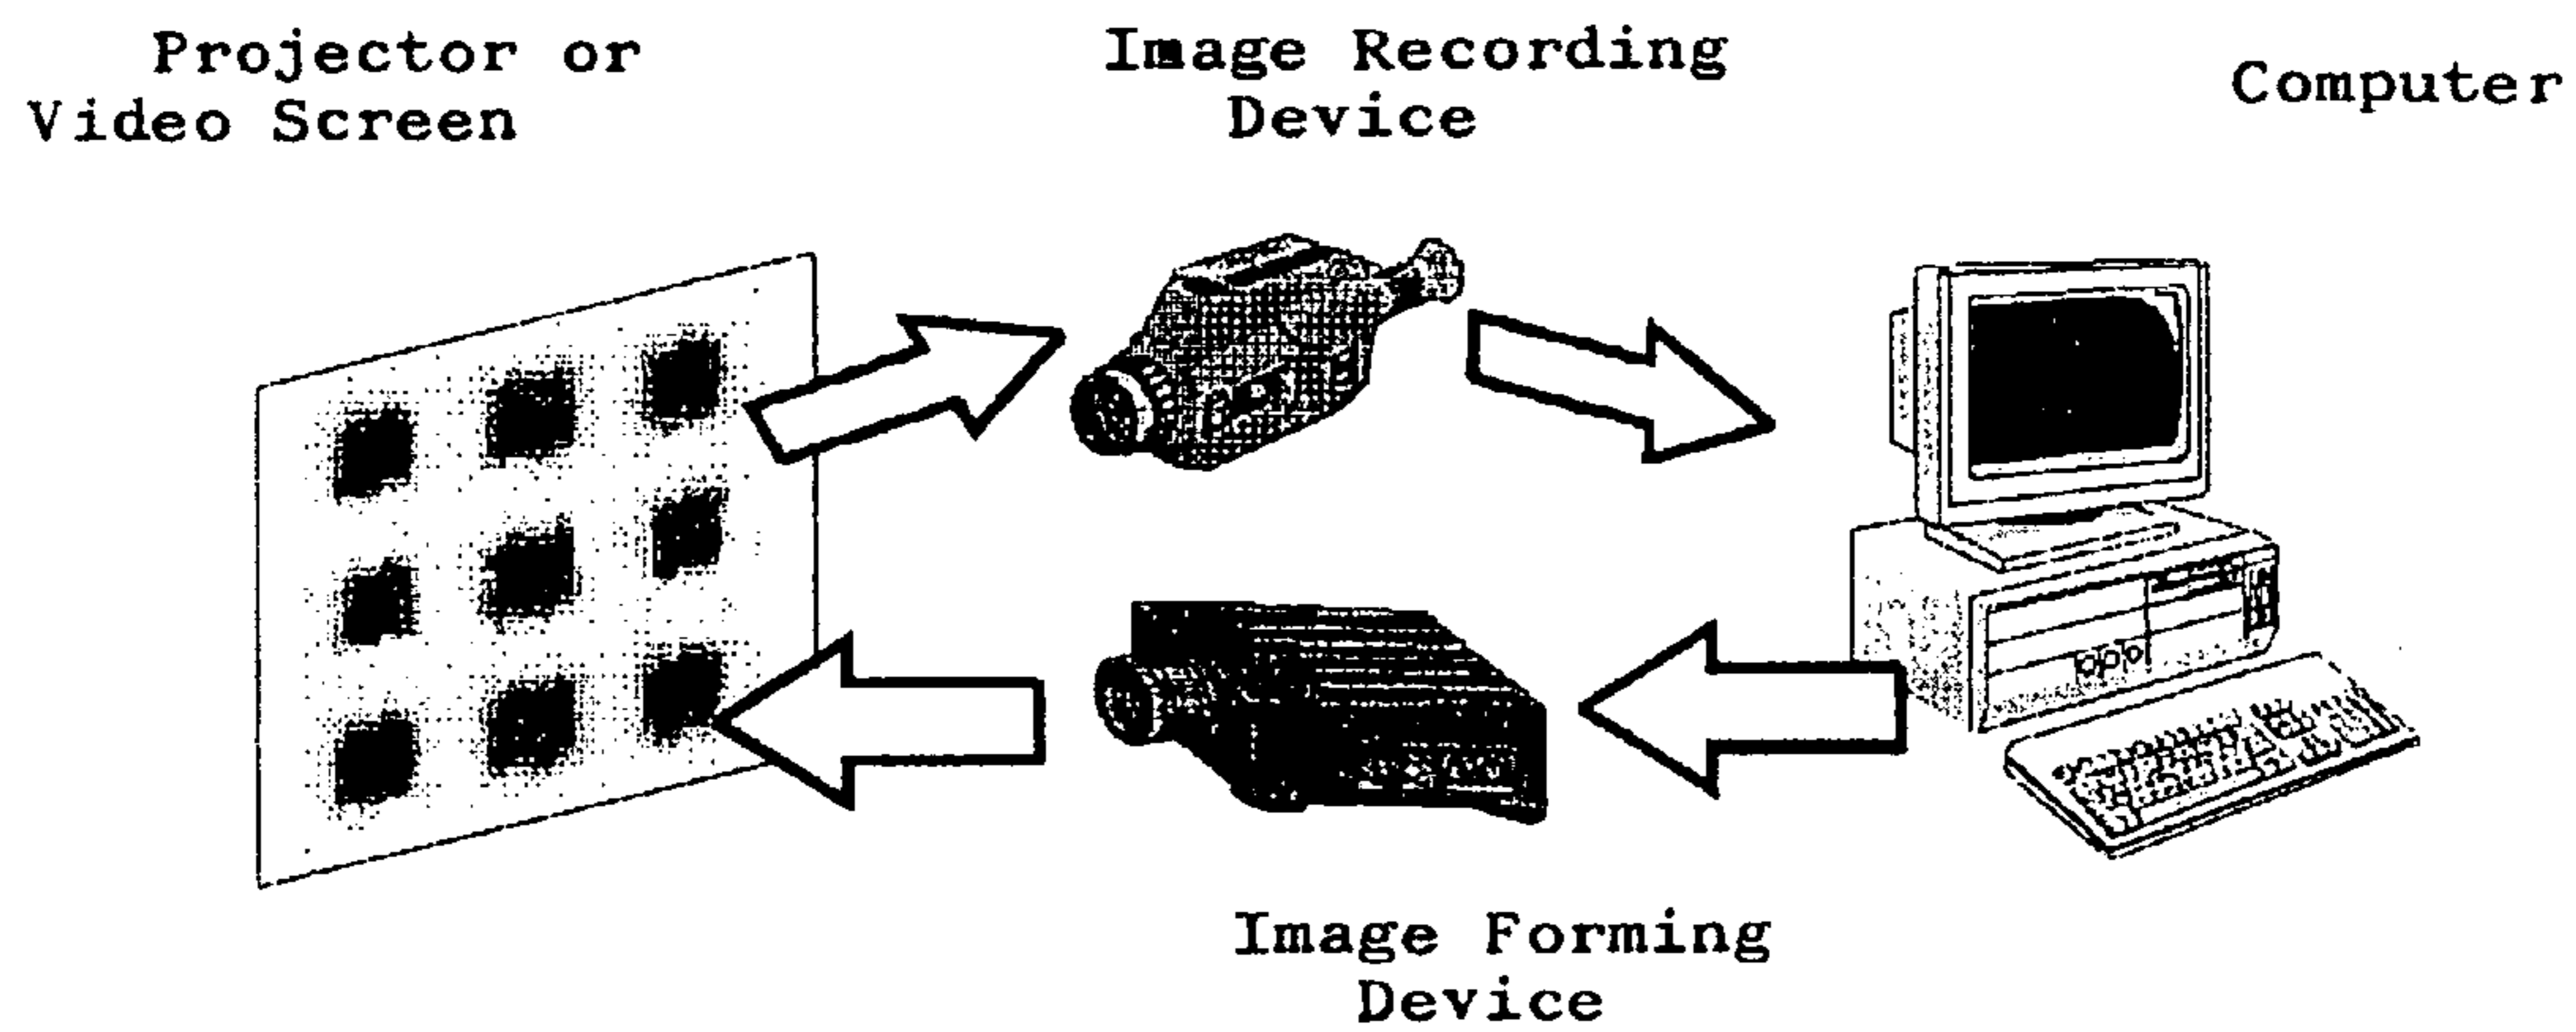 Projector or
Video Screen
Image Recording
Device
Computer
Image Forming
Device